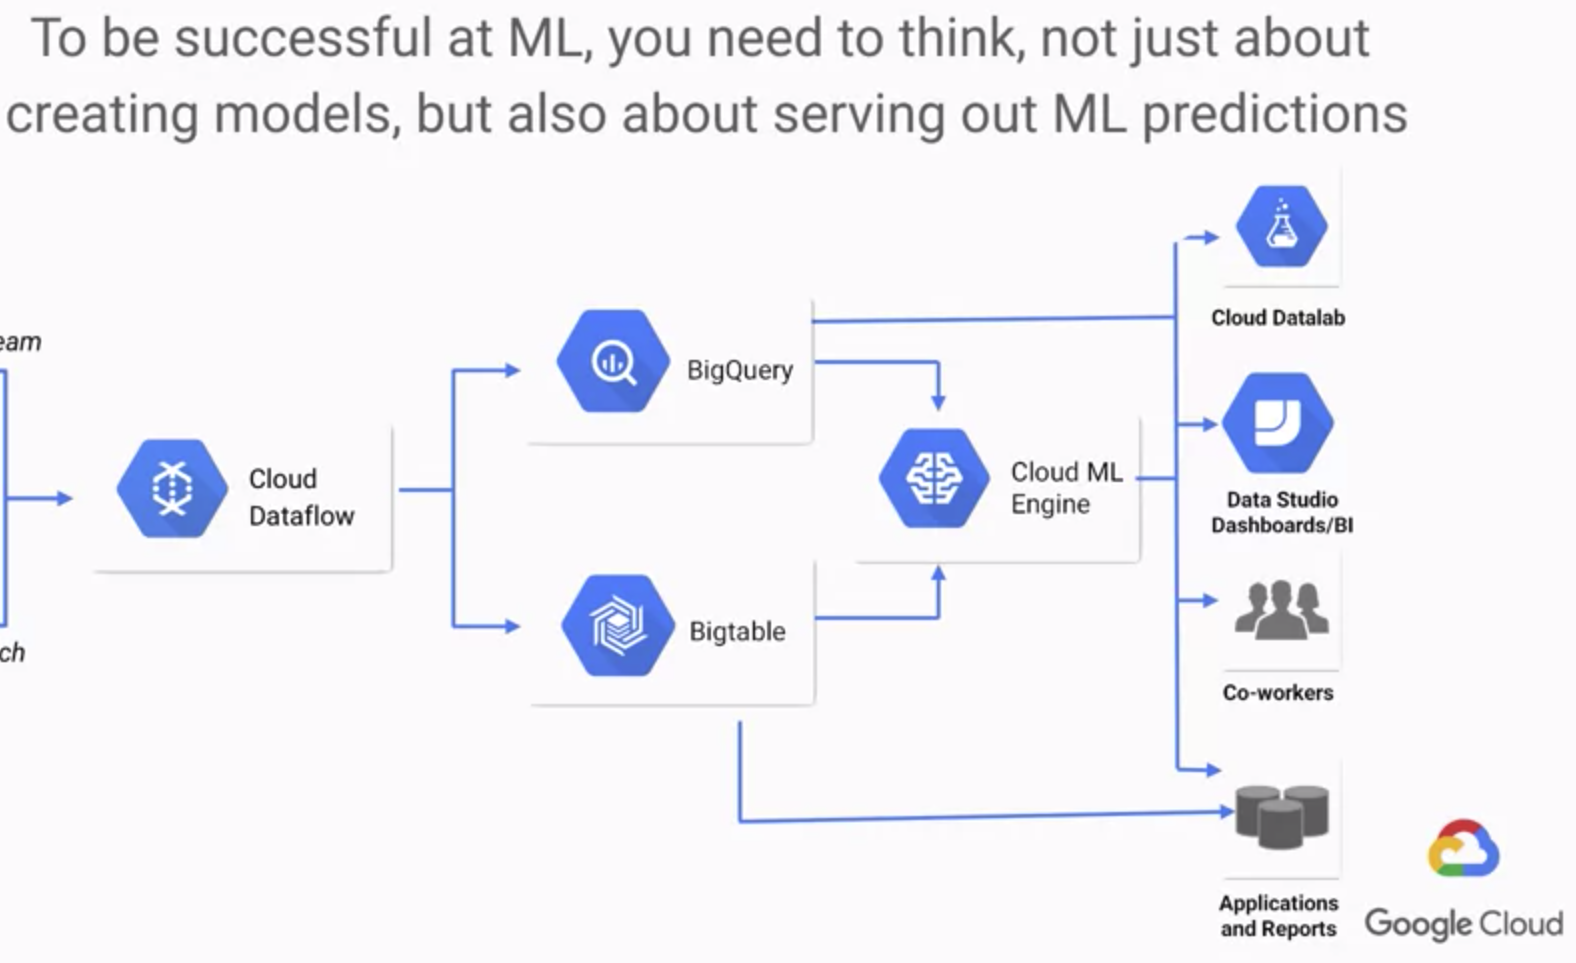 To be successful at ML, you need to think, not just about
creating models, but also about serving out ML predictions
eam
ch
Cloud
Dataflow
BigQuery
Bigtable
Cloud ML
Engine
Cloud Datalab
Data Studio
Dashboards/BI
Co-workers
Applications
and Reports
Google Cloud